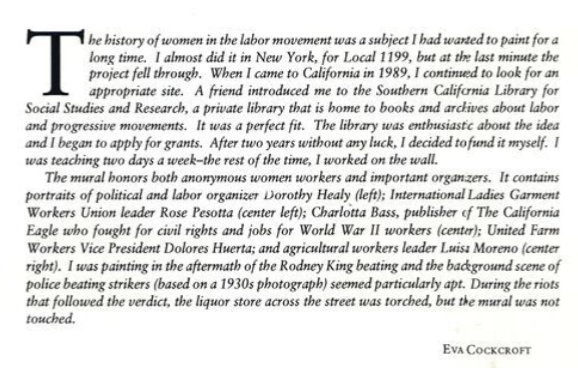 The history of women in the labor movement was a subject I had wanted to paint for a
long time. I almost did it in New York, for Local 1199, but at the last minute the
project fell through. When I came to California in 1989, I continued to look for an
appropriate site. A friend introduced me to the Southern California Library for
Social Studies and Research, a private library that is home to books and archives about labor
and progressive movements. It was a perfect fit. The library was enthusiastic about the idea
and I began to apply for grants. After two years without any luck, I decided to fund it myself. I
was teaching two days a week–the rest of the time, I worked on the wall.
The mural honors both anonymous women workers and important organizers. It contains
portraits of political and labor organizer Dorothy Healy (left); International Ladies Garment
Workers Union leader Rose Pesotta (center left); Charlotta Bass, publisher of The California
Eagle who fought for civil rights and jobs for World War II workers (center); United Farm
Workers Vice President Dolores Huerta; and agricultural workers leader Luisa Moreno (center
right). I was painting in the aftermath of the Rodney King beating and the background scene of
police beating strikers (based on a 1930s photograph) seemed particularly apt. During the riots
that followed the verdict, the liquor store across the street was torched, but the mural was not
touched.
EVA COCKCROFT